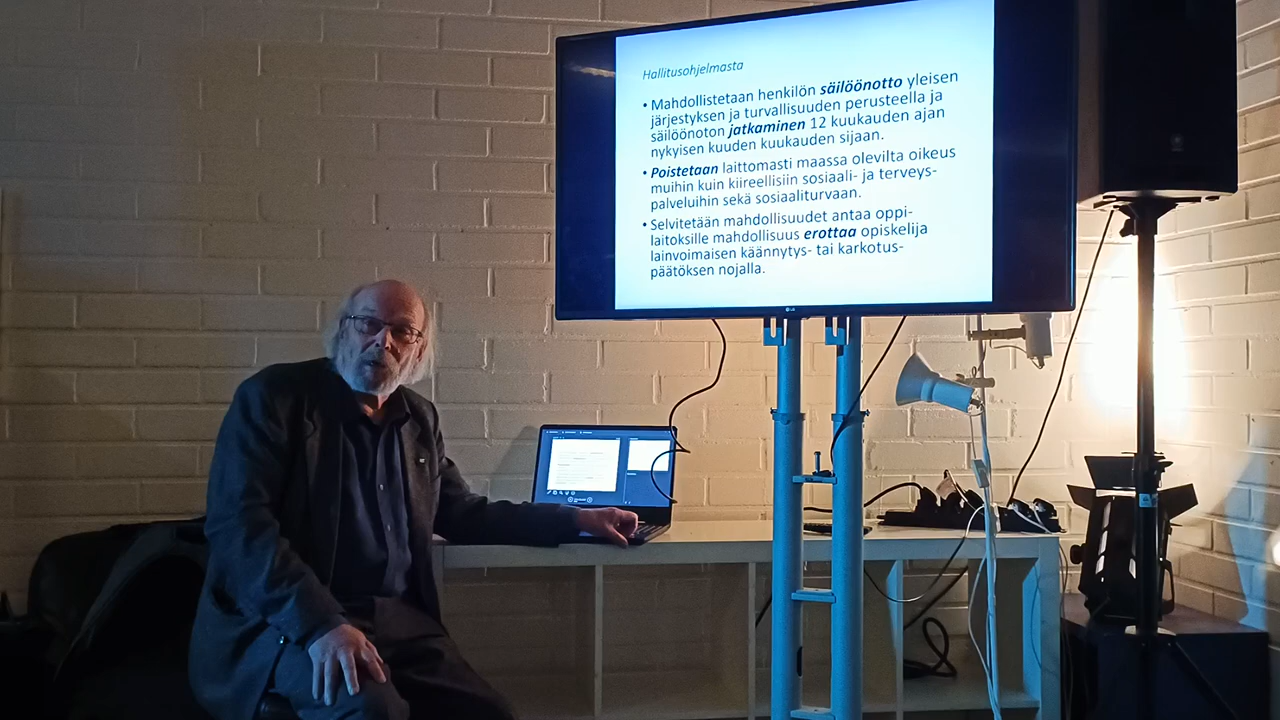 Hallitusohjelmasta
• Mahdollistetaan henkilön säilöönotto yleisen
järjestyksen ja turvallisuuden perusteella ja
säilöönoton jatkaminen 12 kuukauden ajan
nykyisen kuuden kuukauden sijaan.
• Poistetaan laittomasti maassa olevilta oikeus
muihin kuin kiireellisiin sosiaali- ja terveys-
palveluihin sekä sosiaaliturvaan.
• Selvitetään mahdollisuudet antaa oppi-
laitoksille mahdollisuus erottaa opiskelija
lainvoimaisen käännytys- tai karkotus-
päätöksen nojalla.
LG